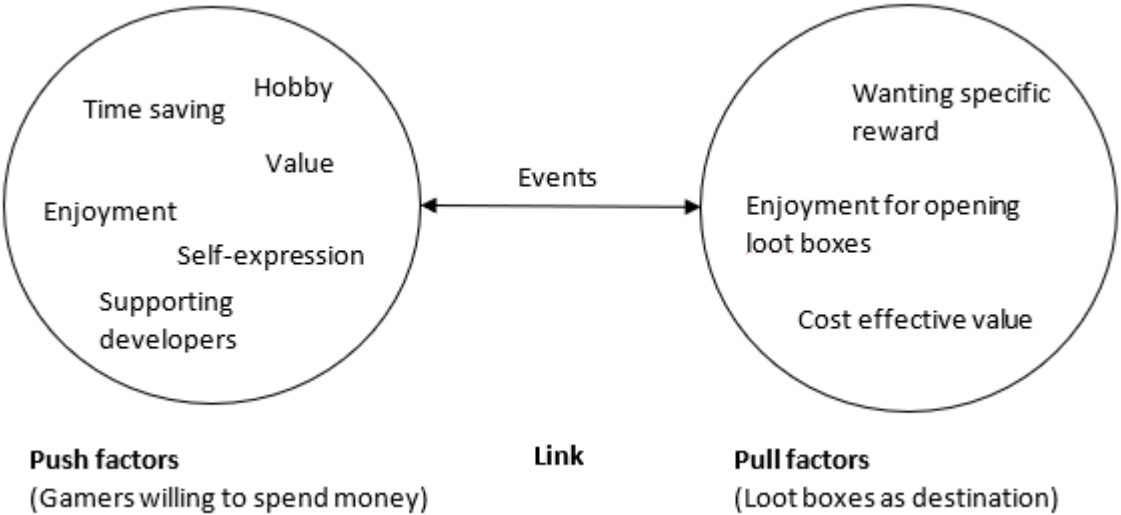 Hobby
Time saving
Value
Enjoyment
Self-expression
Supporting
developers
Events
Wanting specific
reward
Enjoyment for opening
loot boxes
Cost effective value
Push factors
(Gamers willing to spend money)
Link
Pull factors
(Loot boxes as destination)